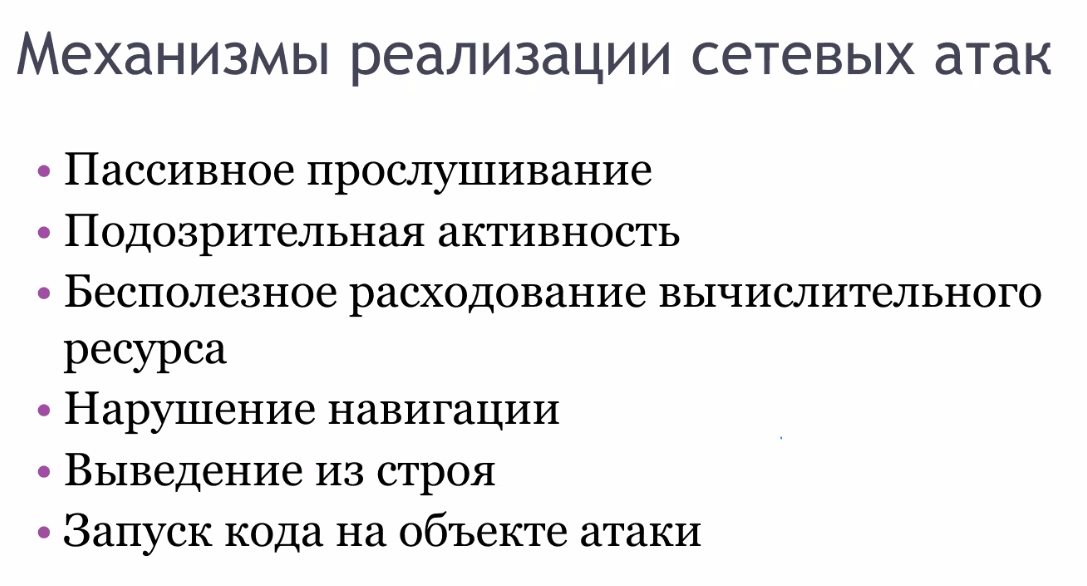 Механизмы реализации сетевых атак
• Пассивное прослушивание
• Подозрительная активность
• Бесполезное расходование вычислительного
ресурса
• Нарушение навигации
• Выведение из строя
• Запуск кода на объекте атаки